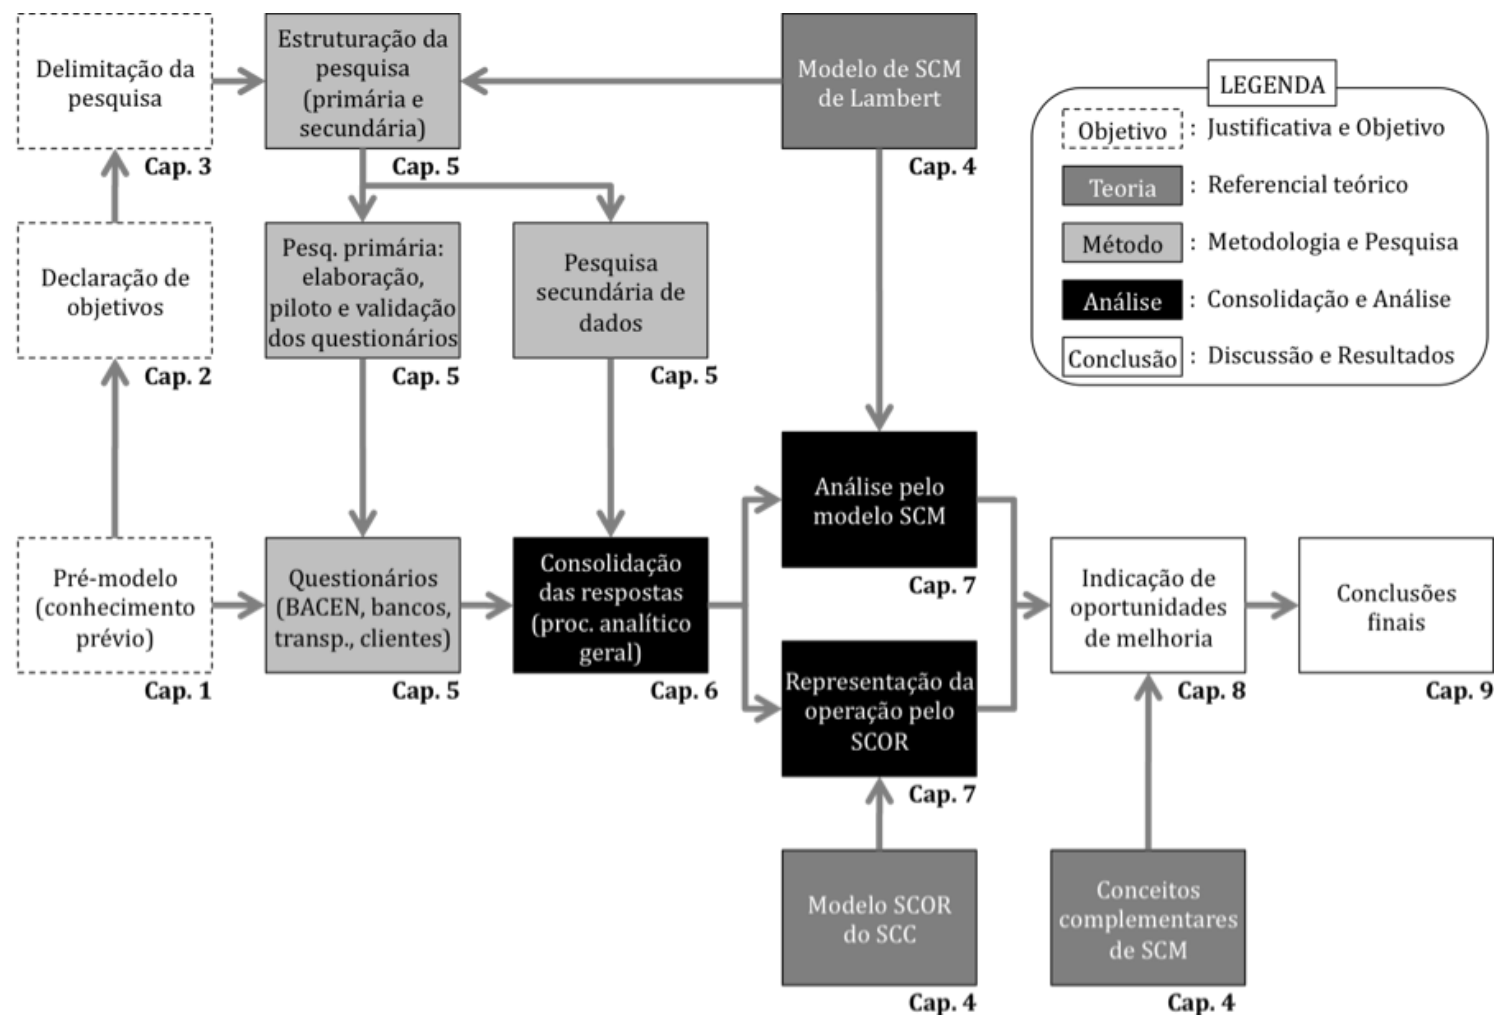 Delimitação da
pesquisa
Cap. 3
Estruturação da
pesquisa
(primária e
secundária)
Cap. 5
Modelo de SCM
de Lambert
Cap. 4
LEGENDA
Objetivo : Justificativa e Objetivo
Teoria : Referencial teórico
Método : Metodologia e Pesquisa
Análise : Consolidação e Análise
Conclusão : Discussão e Resultados
Declaração de
objetivos
Cap. 2
Pesq. primária:
elaboração,
piloto e validação
dos questionários
Cap. 5
Pesquisa
secundária de
dados
Cap. 5
Análise pelo
modelo SCM
Cap. 7
Pré-modelo
(conhecimento
prévio)
Cap. 1
Questionários
(BACEN, bancos,
transp., clientes)
Cap. 5
Consolidação
das respostas
(proc. analítico
geral)
Cap. 6
Representação da
operação pelo
SCOR
Cap. 7
Indicação de
oportunidades
de melhoria
Cap. 8
Conclusões
finais
Cap. 9
Modelo SCOR
do SCC
Cap. 4
Conceitos
complementares
de SCM
Cap. 4